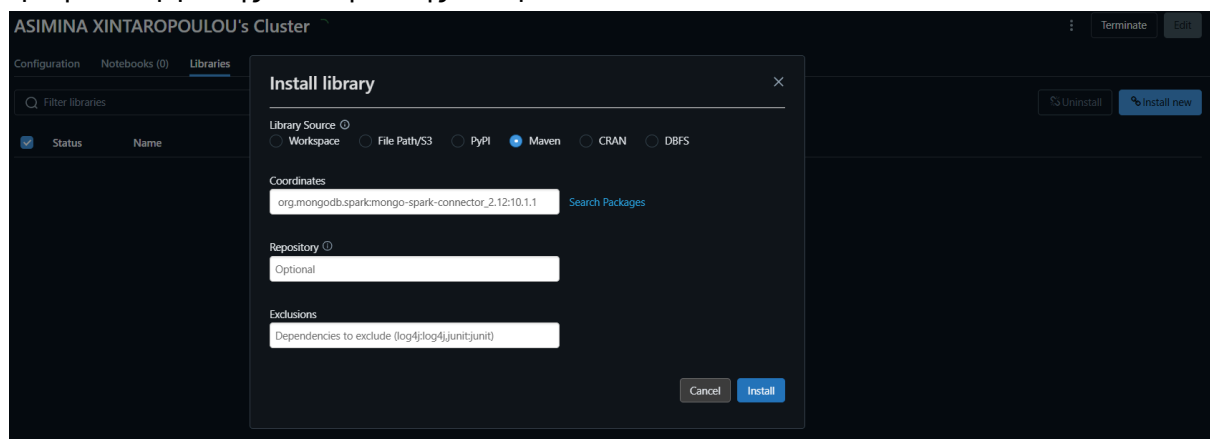 ASIMINA XINTAROPOULOU's Cluster
Terminate Edit
Configuration Notebooks (0) Libraries
Filter libraries
Uninstall Install new
Status Name
Install library
Library Source
Workspace File Path/S3 PyPI Maven CRAN DBFS
Coordinates
org.mongodb.spark:mongo-spark-connector_2.12:10.1.1 Search Packages
Repository
Optional
Exclusions
Dependencies to exclude (log4j:log4j,junit:junit)
Cancel Install